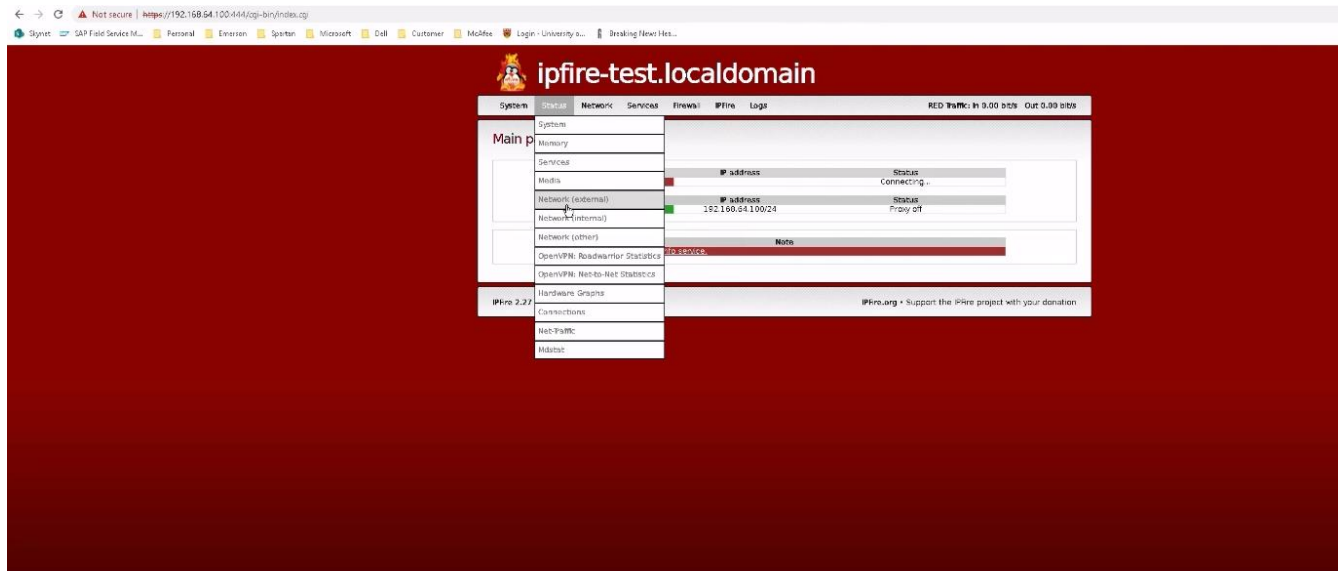 Not secure | https://192.168.64.100:444/cgi-bin/index.cgi
Skynet SAP Field Service M... Personal Emerson Spartan Microsoft Dell Customer McAfee Login - University o... Breaking News Hea...
ipfire-test.localdomain
System Status Network Services Firewall IPFire Logs RED Traffic: In 0.00 bit/s Out 0.00 bit/s
System
Main p
Memory
Services
IP address Status
Media
Connecting...
Network (external)
IP address Status
192.168.64.100/24 Proxy off
Network (internal)
Network (other)
Note
OpenVPN: Roadwarrior Statistics
service.
OpenVPN: Net-to-Net Statistics
Hardware Graphs
IPFire 2.27
IPFire.org • Support the IPFire project with your donation
Connections
Net-Traffic
Mdstat